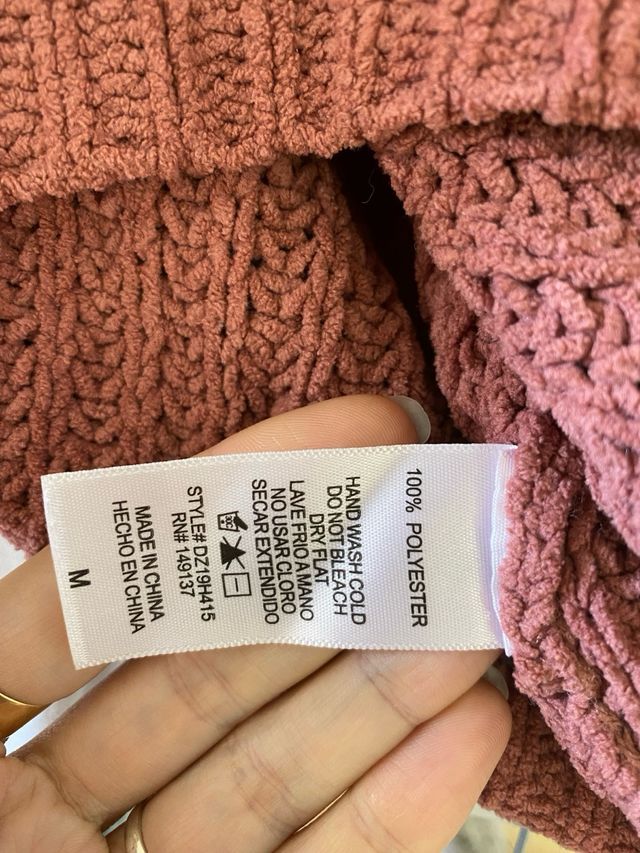 100% POLYESTER
HAND WASH COLD
DO NOT BLEACH
DRY FLAT
LAVE FRIO A MANO
NO USAR CLORO
SECAR EXTENDIDO
STYLE# DZ19H415
RN# 149137
MADE IN CHINA
HECHO EN CHINA
M